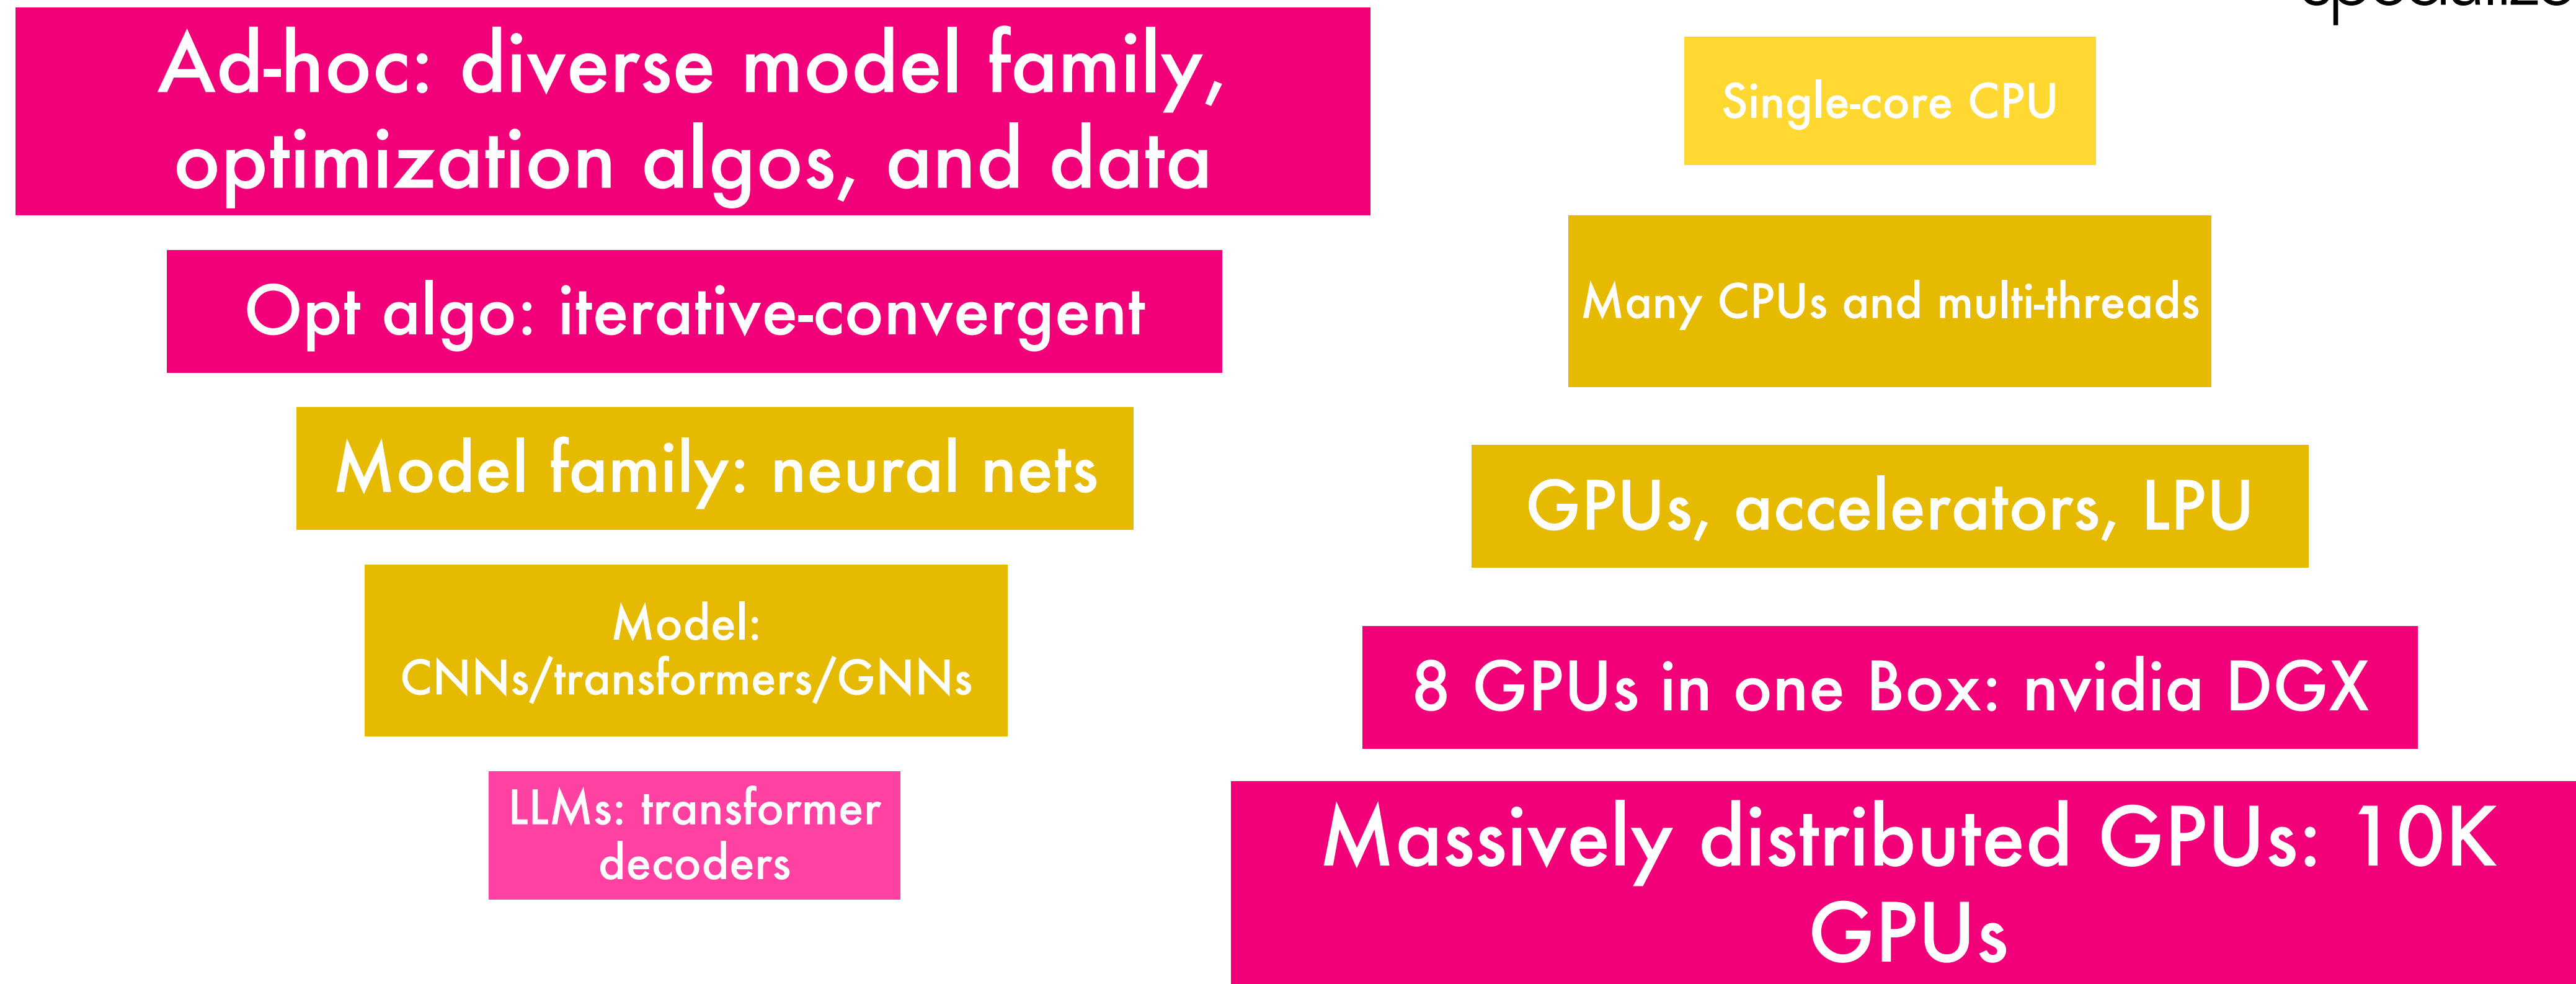 Ad-hoc: diverse model family,
optimization algos, and data
Opt algo: iterative-convergent
Model family: neural nets
Model:
CNNs/transformers/GNNs
LLMs: transformer
decoders
Single-core CPU
Many CPUs and multi-threads
GPUs, accelerators, LPU
8 GPUs in one Box: nvidia DGX
Massively distributed GPUs: 10K
GPUs